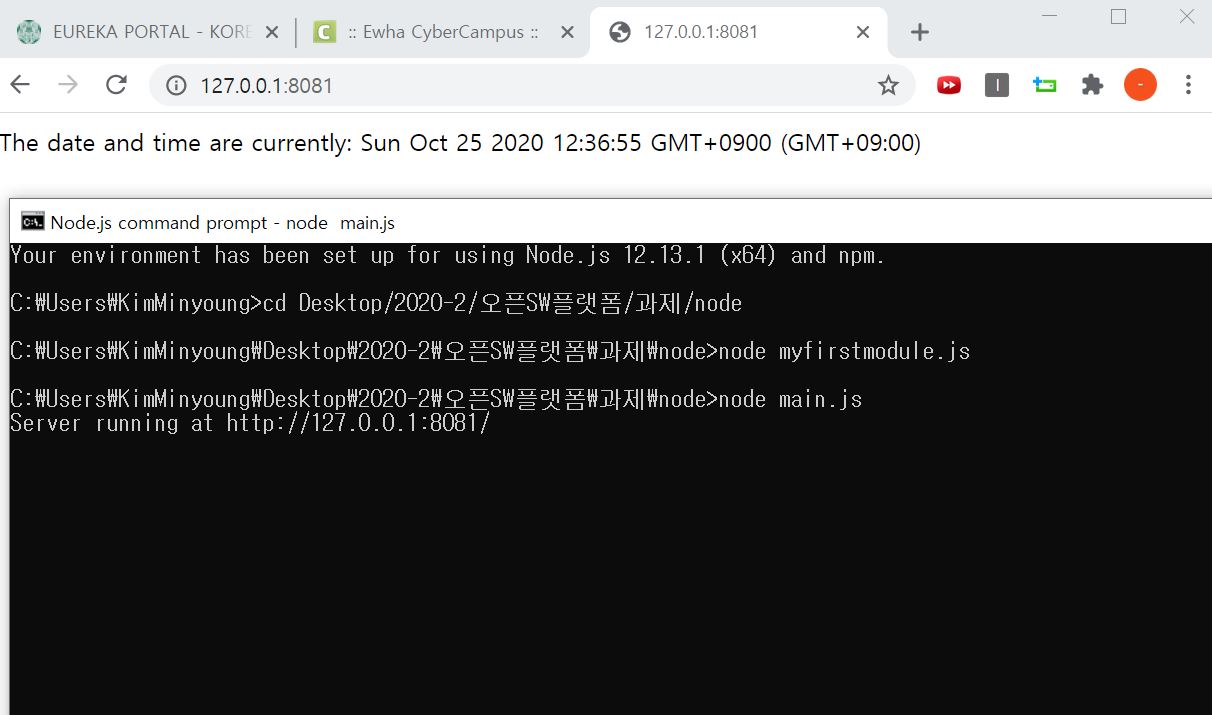 EUREKA PORTAL - KORE
:: Ewha CyberCampus ::
127.0.0.1:8081
127.0.0.1:8081
The date and time are currently: Sun Oct 25 2020 12:36:55 GMT+0900 (GMT+09:00)
Node.js command prompt - node  main.js
Your environment has been set up for using Node.js 12.13.1 (x64) and npm.
C:₩Users₩KimMinyoung>cd Desktop/2020-2/오픈SW플랫폼/과제/node
C:₩Users₩KimMinyoung₩Desktop₩2020-2₩오픈SW플랫폼₩과제₩node>node myfirstmodule.js
C:₩Users₩KimMinyoung₩Desktop₩2020-2₩오픈SW플랫폼₩과제₩node>node main.js
Server running at http://127.0.0.1:8081/